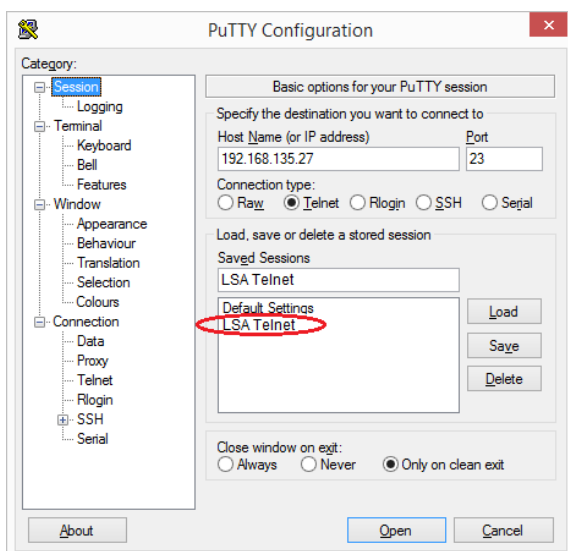 PuTTY Configuration
Category:
Session
Logging
Terminal
Keyboard
Bell
Features
Window
Appearance
Behaviour
Translation
Selection
Colours
Connection
Data
Proxy
Telnet
Rlogin
SSH
Serial
Basic options for your PuTTY session
Specify the destination you want to connect to
Host Name (or IP address) Port
192.168.135.27 23
Connection type:
Raw Telnet Rlogin SSH Serial
Load, save or delete a stored session
Saved Sessions
LSA Telnet
Default Settings
LSA Telnet
Load
Save
Delete
Close window on exit:
Always Never Only on clean exit
About Open Cancel